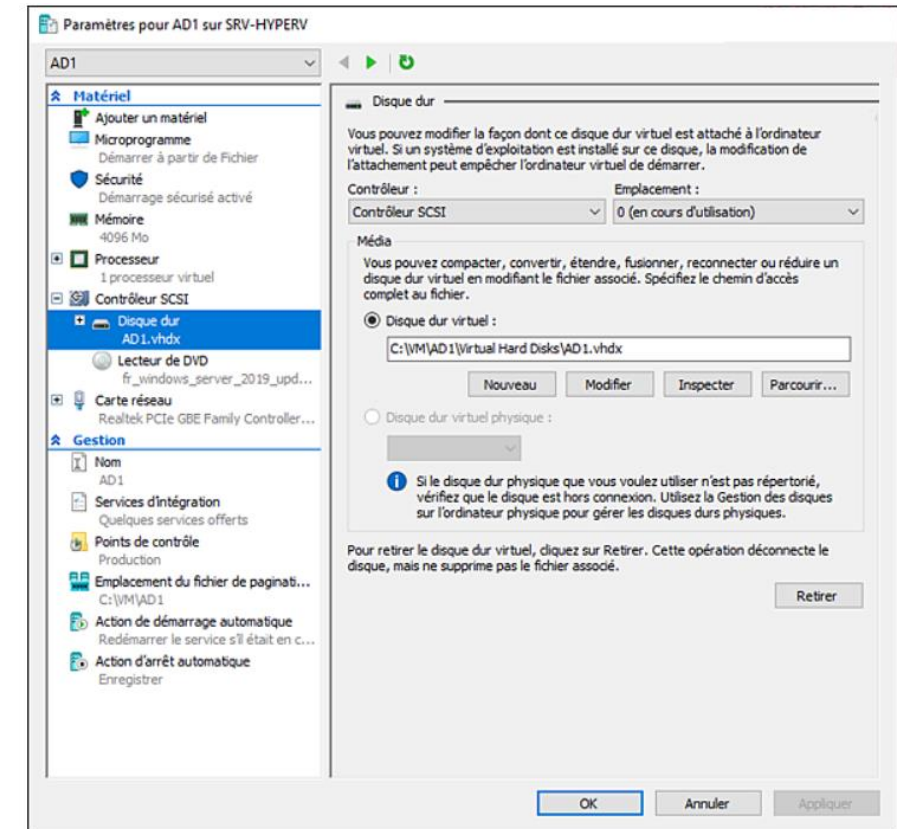 Paramètres pour AD1 sur SRV-HYPERV
AD1
Matériel
Ajouter un matériel
Microprogramme
Démarrer à partir de Fichier
Sécurité
Démarrage sécurisé activé
Mémoire
4096 Mo
Processeur
1 processeur virtuel
Contrôleur SCSI
Disque dur
AD1.vhdx
Lecteur de DVD
fr_windows_server_2019_upd...
Carte réseau
Realtek PCIe GBE Family Controller...
Gestion
Nom
AD1
Services d'intégration
Quelques services offerts
Points de contrôle
Production
Emplacement du fichier de paginati...
C:\VM\AD1
Action de démarrage automatique
Redémarrer le service s'il était en c...
Action d'arrêt automatique
Enregistrer
Disque dur
Vous pouvez modifier la façon dont ce disque dur virtuel est attaché à l'ordinateur
virtuel. Si un système d'exploitation est installé sur ce disque, la modification de
l'attachement peut empêcher l'ordinateur virtuel de démarrer.
Contrôleur : Emplacement :
Contrôleur SCSI 0 (en cours d'utilisation)
Média
Vous pouvez compacter, convertir, étendre, fusionner, reconnecter ou réduire un
disque dur virtuel en modifiant le fichier associé. Spécifiez le chemin d'accès
complet au fichier.
Disque dur virtuel :
C:\VM\AD1\Virtual Hard Disks\AD1.vhdx
Nouveau Modifier Inspecter Parcourir...
Disque dur virtuel physique :
Si le disque dur physique que vous voulez utiliser n'est pas répertorié,
vérifiez que le disque est hors connexion. Utilisez la Gestion des disques
sur l'ordinateur physique pour gérer les disques durs physiques.
Pour retirer le disque dur virtuel, cliquez sur Retirer. Cette opération déconnecte le
disque, mais ne supprime pas le fichier associé.
Retirer
OK Annuler Appliquer